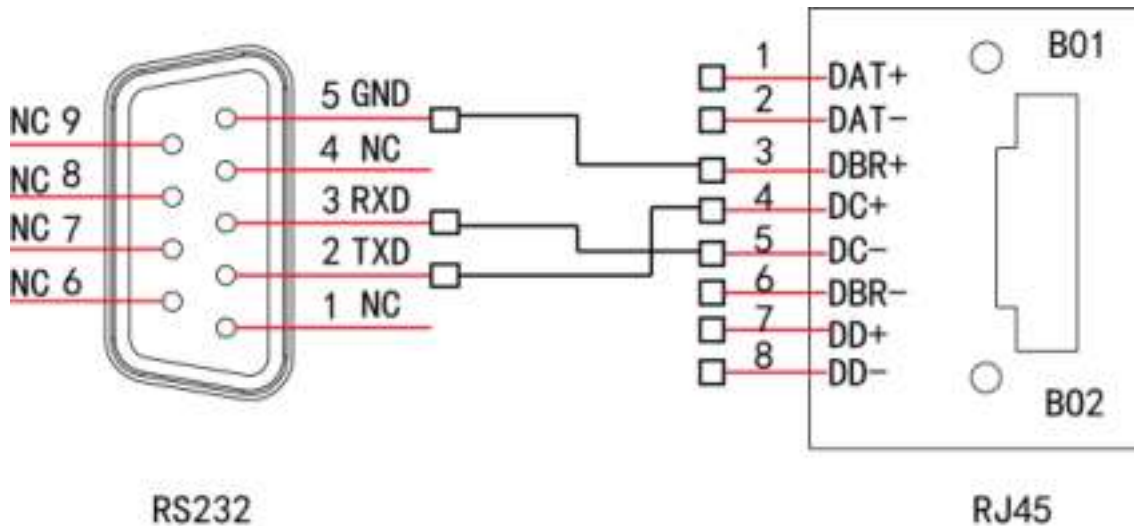 NC 9
NC 8
NC 7
NC 6
5 GND
4 NC
3 RXD
2 TXD
1 NC
RS232
1 DAT+
2 DAT-
3 DBR+
4 DC+
5 DC-
6 DBR-
7 DD+
8 DD-
B01
B02
RJ45